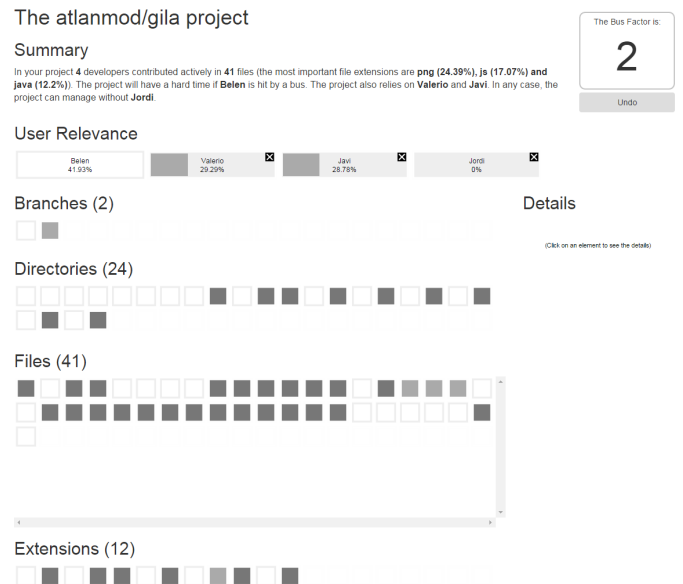 The atlanmod/gila project
The Bus Factor is:
2
Undo
Summary
In your project 4 developers contributed actively in 41 files (the most important file extensions are png (24.39%), js (17.07%) and
java (12.2%)). The project will have a hard time if Belen is hit by a bus. The project also relies on Valerio and Javi. In any case, the
project can manage without Jordi.
User Relevance
Belen
41.93%
Valerio
29.29%
Javi
28.78%
Jordi
0%
Branches (2)
Details
(Click on an element to see the details)
Directories (24)
Files (41)
Extensions (12)